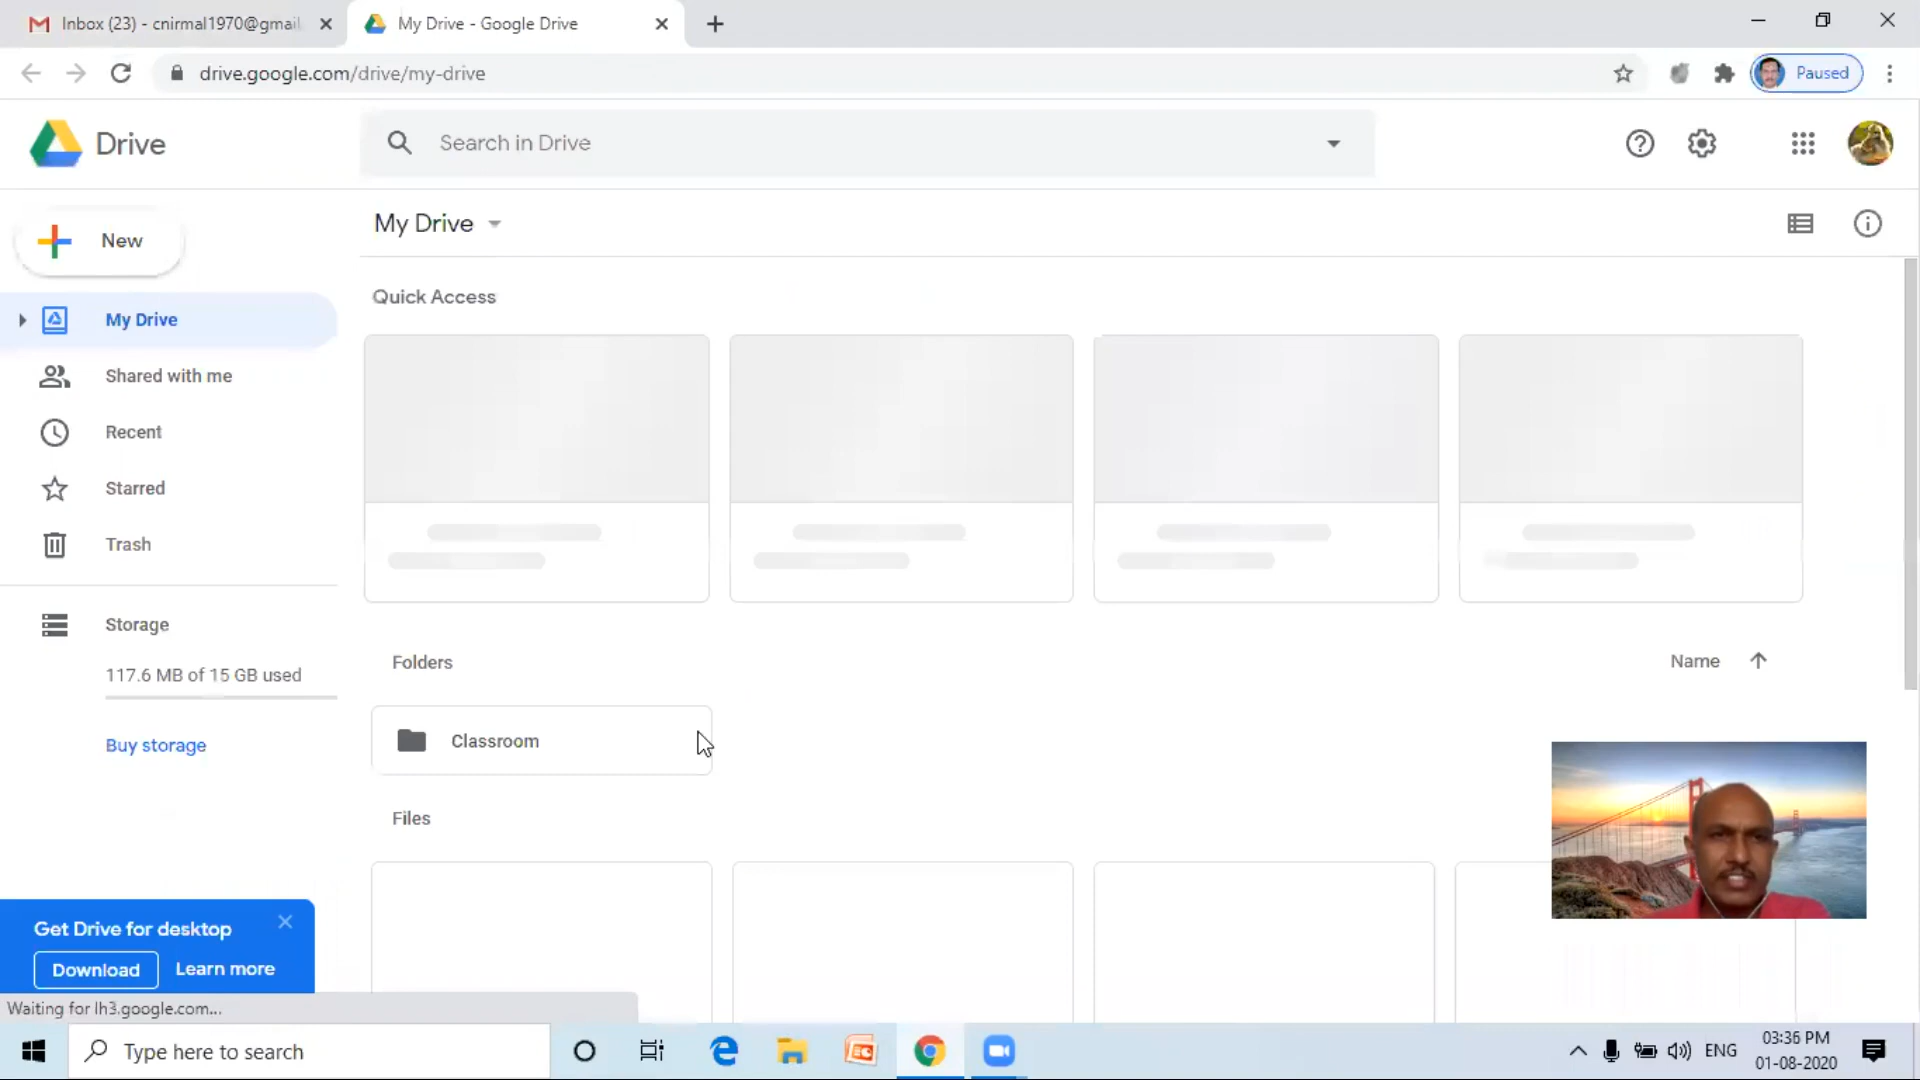 Inbox (23) - cnirmal1970@gmai
My Drive - Google Drive
drive.google.com/drive/my-drive
Paused
Drive
Search in Drive
New
My Drive
Quick Access
My Drive
Shared with me
Recent
Starred
Trash
Storage
117.6 MB of 15 GB used
Buy storage
Folders
Name
Classroom
Files
Get Drive for desktop
Download
Learn more
Waiting for lh3.google.com...
Type here to search
ENG
03:36 PM
01-08-2020